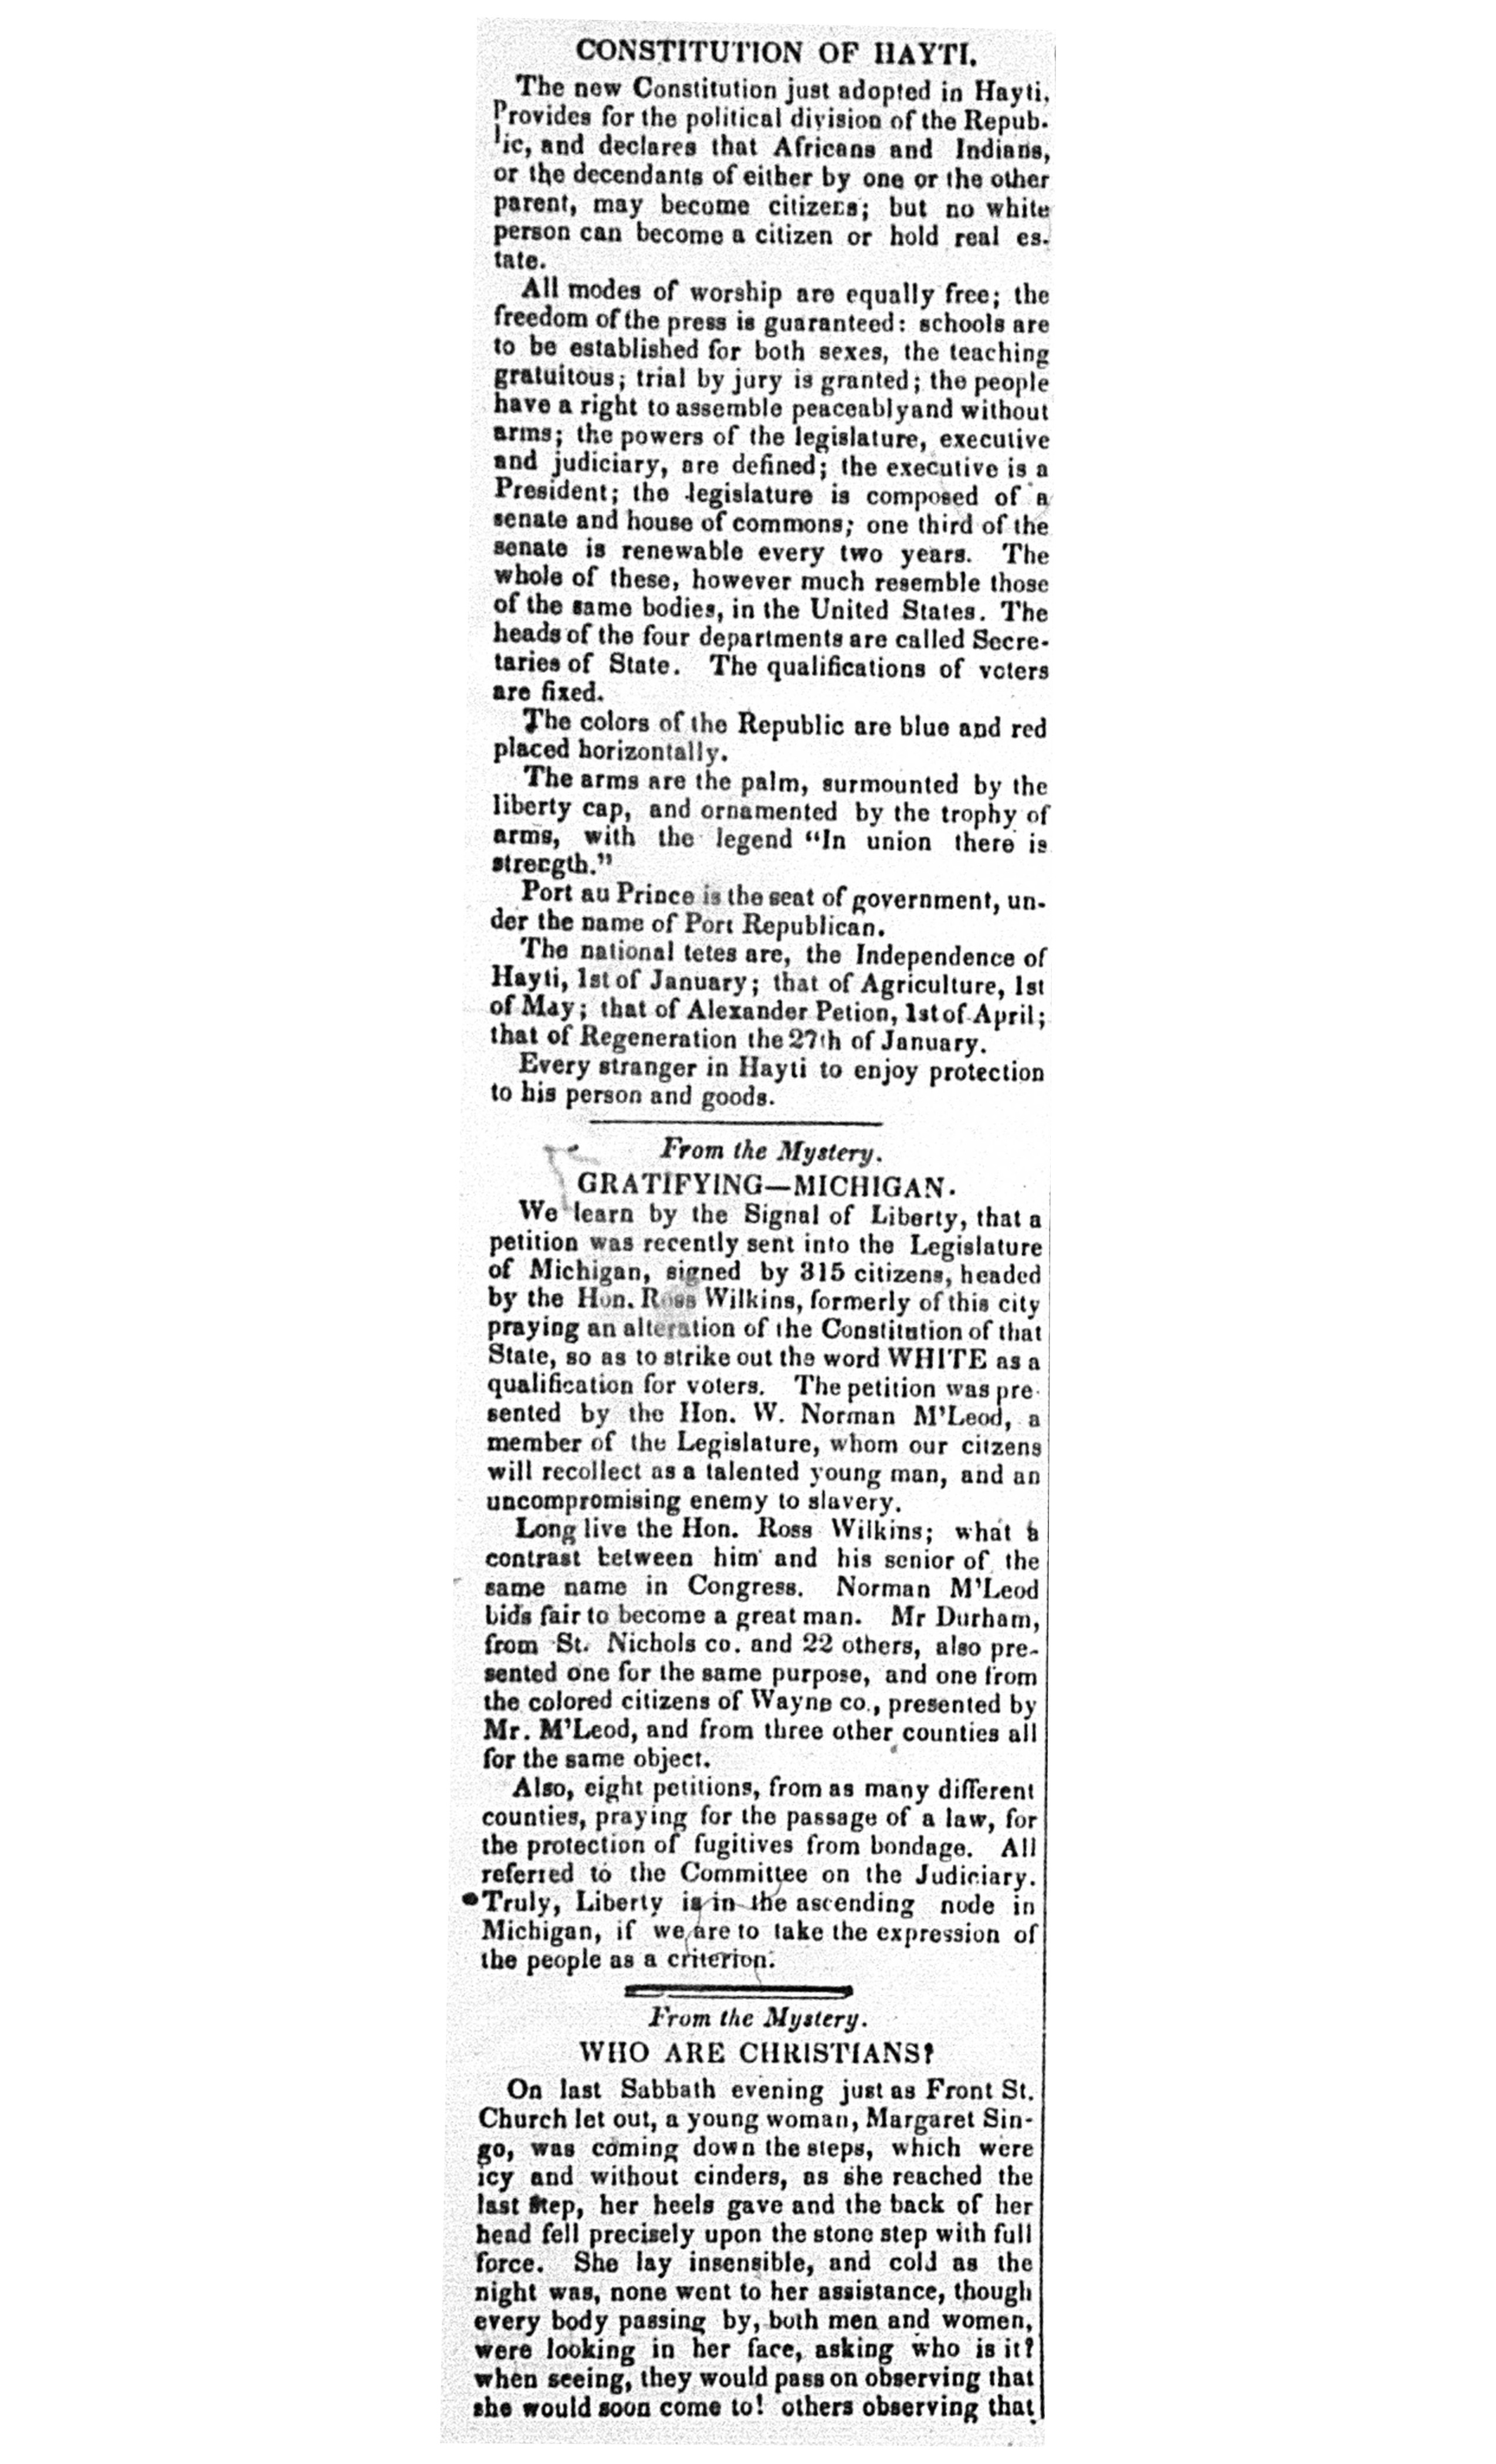 CONSTITUTION OF HAYTI.
The new Constitution just adopted in Hayti,
Provides for the political division of the Repub-
lic, and declares that Africans and Indians,
or the decendants of either by one or the other
parent, may become citizens; but no white
person can become a citizen or hold real es-
tate.
All modes of worship are equally free; the
freedom of the press is guaranteed: schools are
to be established for both sexes, the teaching
gratuitous; trial by jury is granted; the people
have a right to assemble peaceably and without
arms; the powers of the legislature, executive
and judiciary, are defined; the executive is a
President; the legislature is composed of a
senate and house of commons; one third of the
senate is renewable every two years. The
whole of these, however much resemble those
of the same bodies, in the United States. The
heads of the four departments are called Secre-
taries of State. The qualifications of voters
are fixed.
The colors of the Republic are blue and red
placed horizontally.
The arms are the palm, surmounted by the
liberty cap, and ornamented by the trophy of
arms, with the legend "In union there is
strength."
Port au Prince is the seat of government, un-
der the name of Port Republican.
The national tetes are, the Independence of
Hayti, 1st of January; that of Agriculture, 1st
of May; that of Alexander Petion, 1st of April;
that of Regeneration the 27th of January.
Every stranger in Hayti to enjoy protection
to his person and goods.
From the Mystery.
GRATIFYING—MICHIGAN.
We learn by the Signal of Liberty, that a
petition was recently sent into the Legislature
of Michigan, signed by 315 citizens, headed
by the Hon. Ross Wilkins, formerly of this city
praying an alteration of the Constitution of that
State, so as to strike out the word WHITE as a
qualification for voters. The petition was pre-
sented by the Hon. W. Norman M'Leod, a
member of the Legislature, whom our citzens
will recollect as a talented young man, and an
uncompromising enemy to slavery.
Long live the Hon. Ross Wilkins; what a
contrast between him and his senior of the
same name in Congress. Norman M'Leod
bids fair to become a great man. Mr Durham,
from St. Nichols co. and 22 others, also pre-
sented one for the same purpose, and one from
the colored citizens of Wayne co., presented by
Mr. M'Leod, and from three other counties all
for the same object.
Also, eight petitions, from as many different
counties, praying for the passage of a law, for
the protection of fugitives from bondage. All
referred to the Committee on the Judiciary.
Truly, Liberty is in the ascending node in
Michigan, if we are to take the expression of
the people as a criterion.
From the Mystery.
WHO ARE CHRISTIANS?
On last Sabbath evening just as Front St.
Church let out, a young woman, Margaret Sin-
go, was coming down the steps, which were
icy and without cinders, as she reached the
last step, her heels gave and the back of her
head fell precisely upon the stone step with full
force. She lay insensible, and cold as the
night was, none went to her assistance, though
every body passing by, both men and women,
were looking in her face, asking who is it?
when seeing, they would pass on observing that
she would soon come to! others observing that